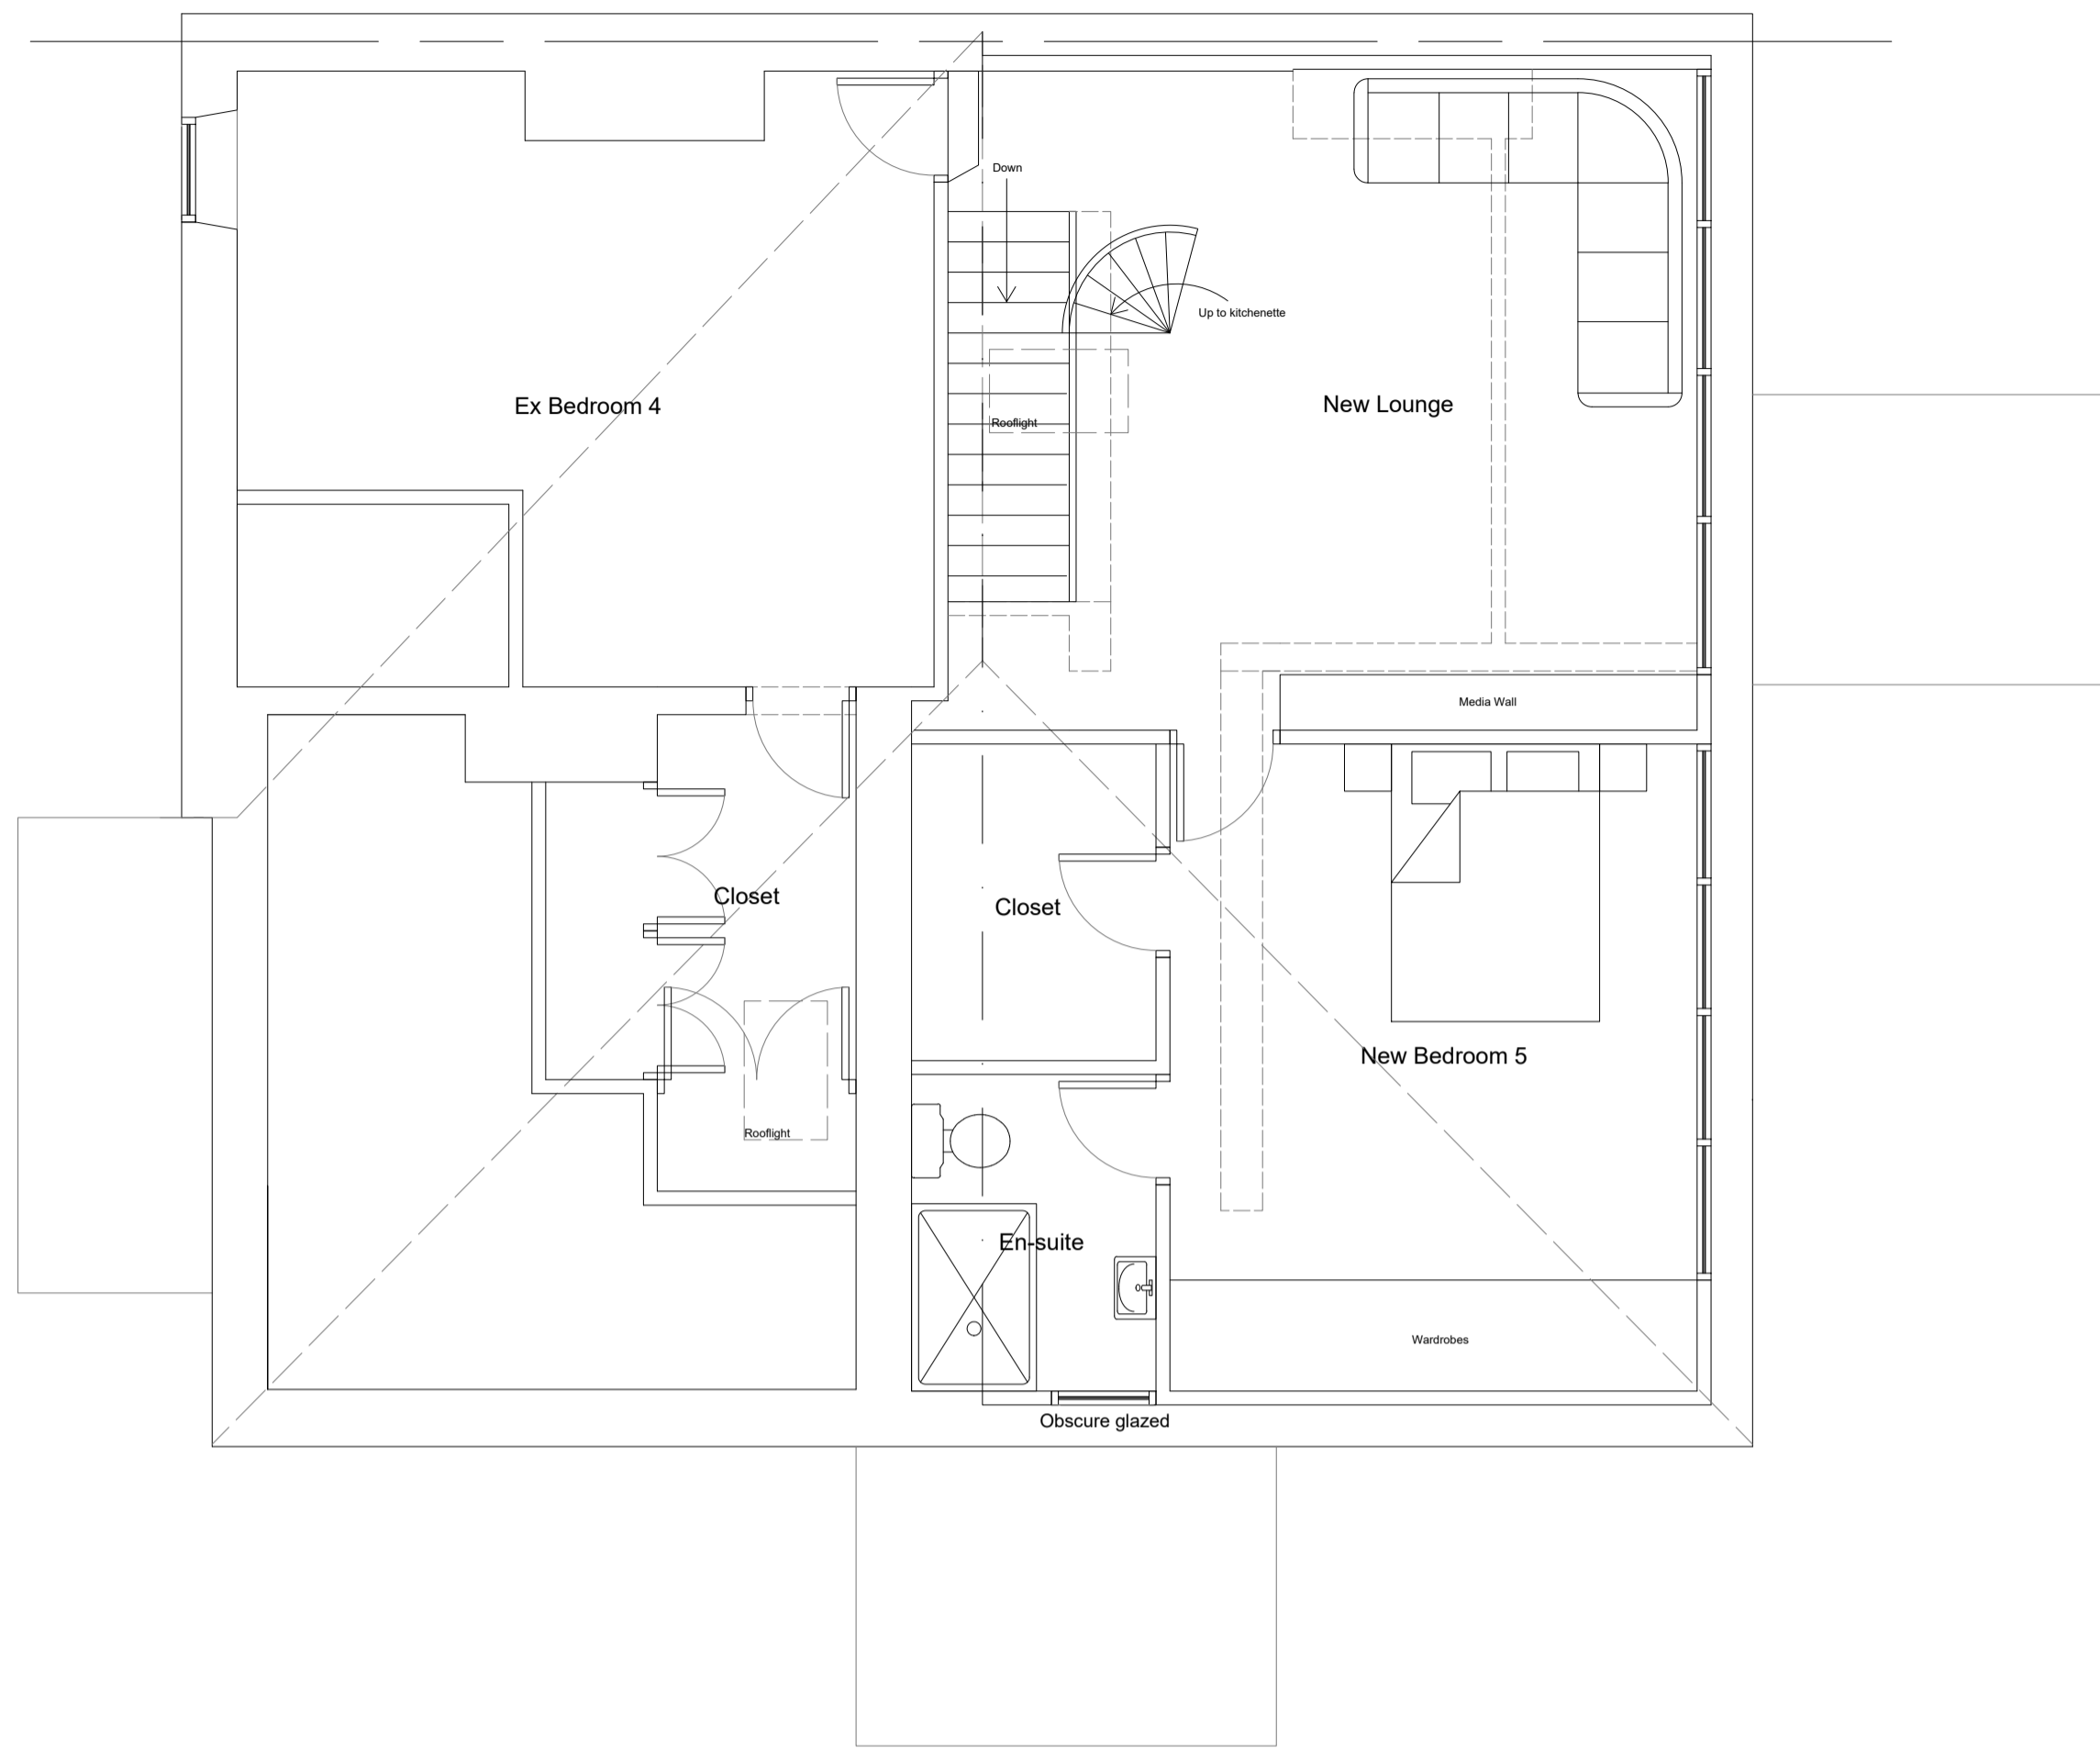 Down
Up to kitchenette
Ex Bedroom 4
New Lounge
Rooflight
Media Wall
Closet
Closet
New Bedroom 5
Rooflight
En-suite
Wardrobes
Obscure glazed